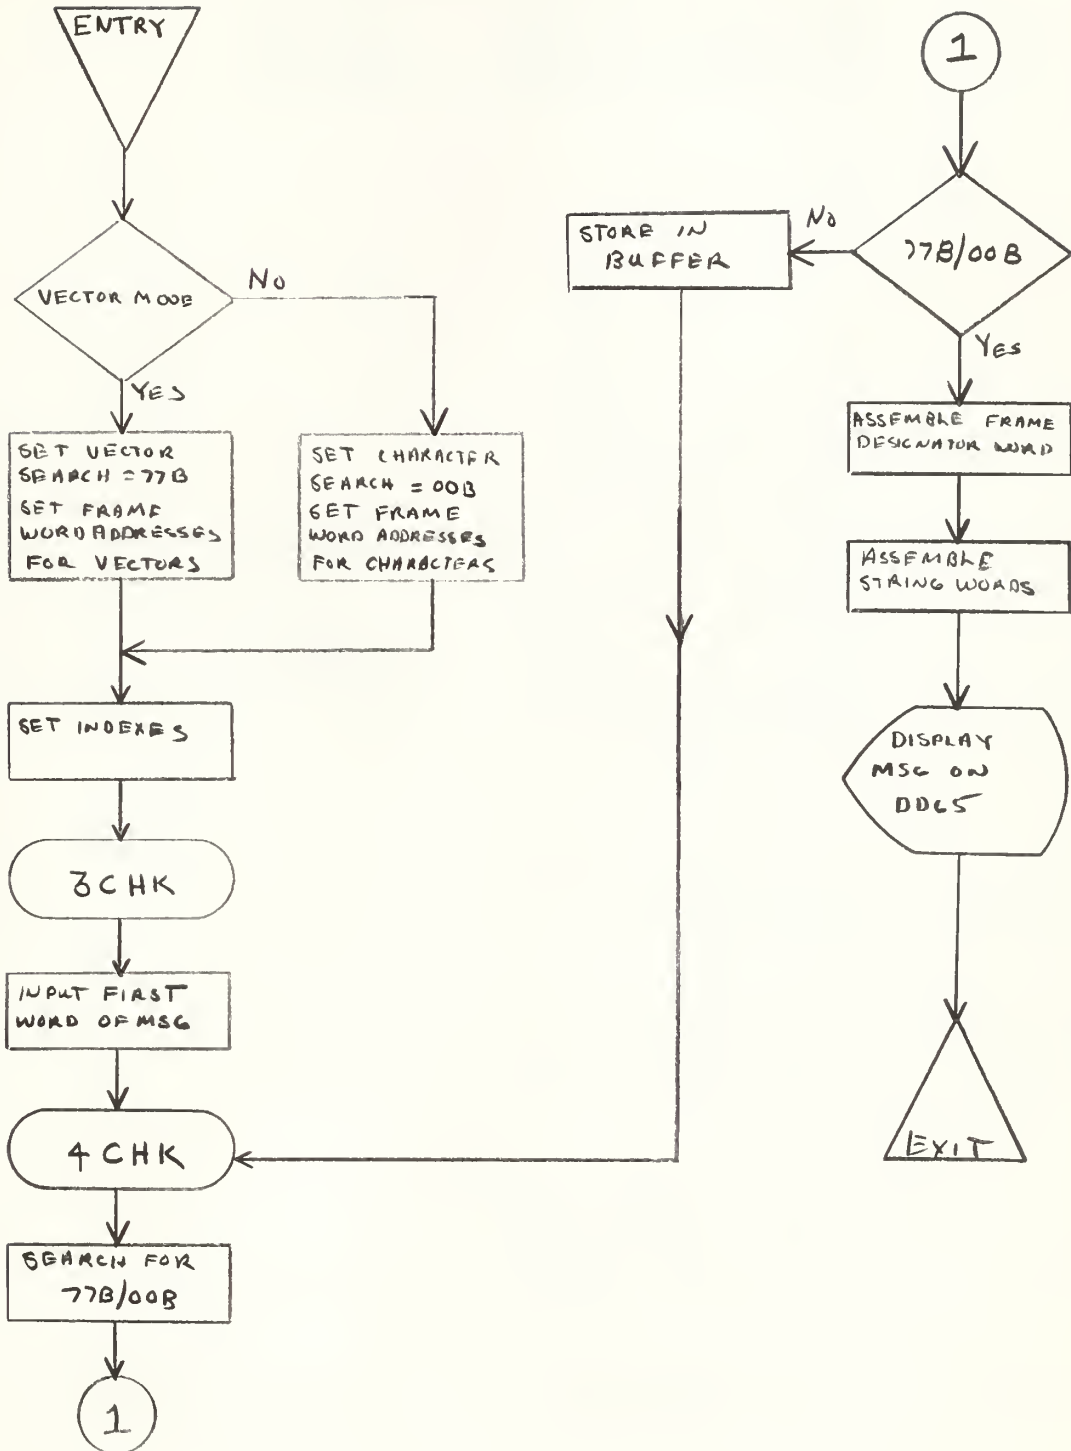 ENTRY
VECTOR MODE
NO
YES
SET VECTOR
SEARCH = 77B
SET FRAME
WORD ADDRESSES
FOR VECTORS
SET CHARACTER
SEARCH = 00B
SET FRAME
WORD ADDRESSES
FOR CHARACTERS
SET INDEXES
3CHK
INPUT FIRST
WORD OF MSG
4CHK
SEARCH FOR
77B/00B
1
1
77B/00B
NO
STORE IN
BUFFER
YES
ASSEMBLE FRAME
DESIGNATOR WORD
ASSEMBLE
STRING WORDS
DISPLAY
MSG ON
DD65
EXIT